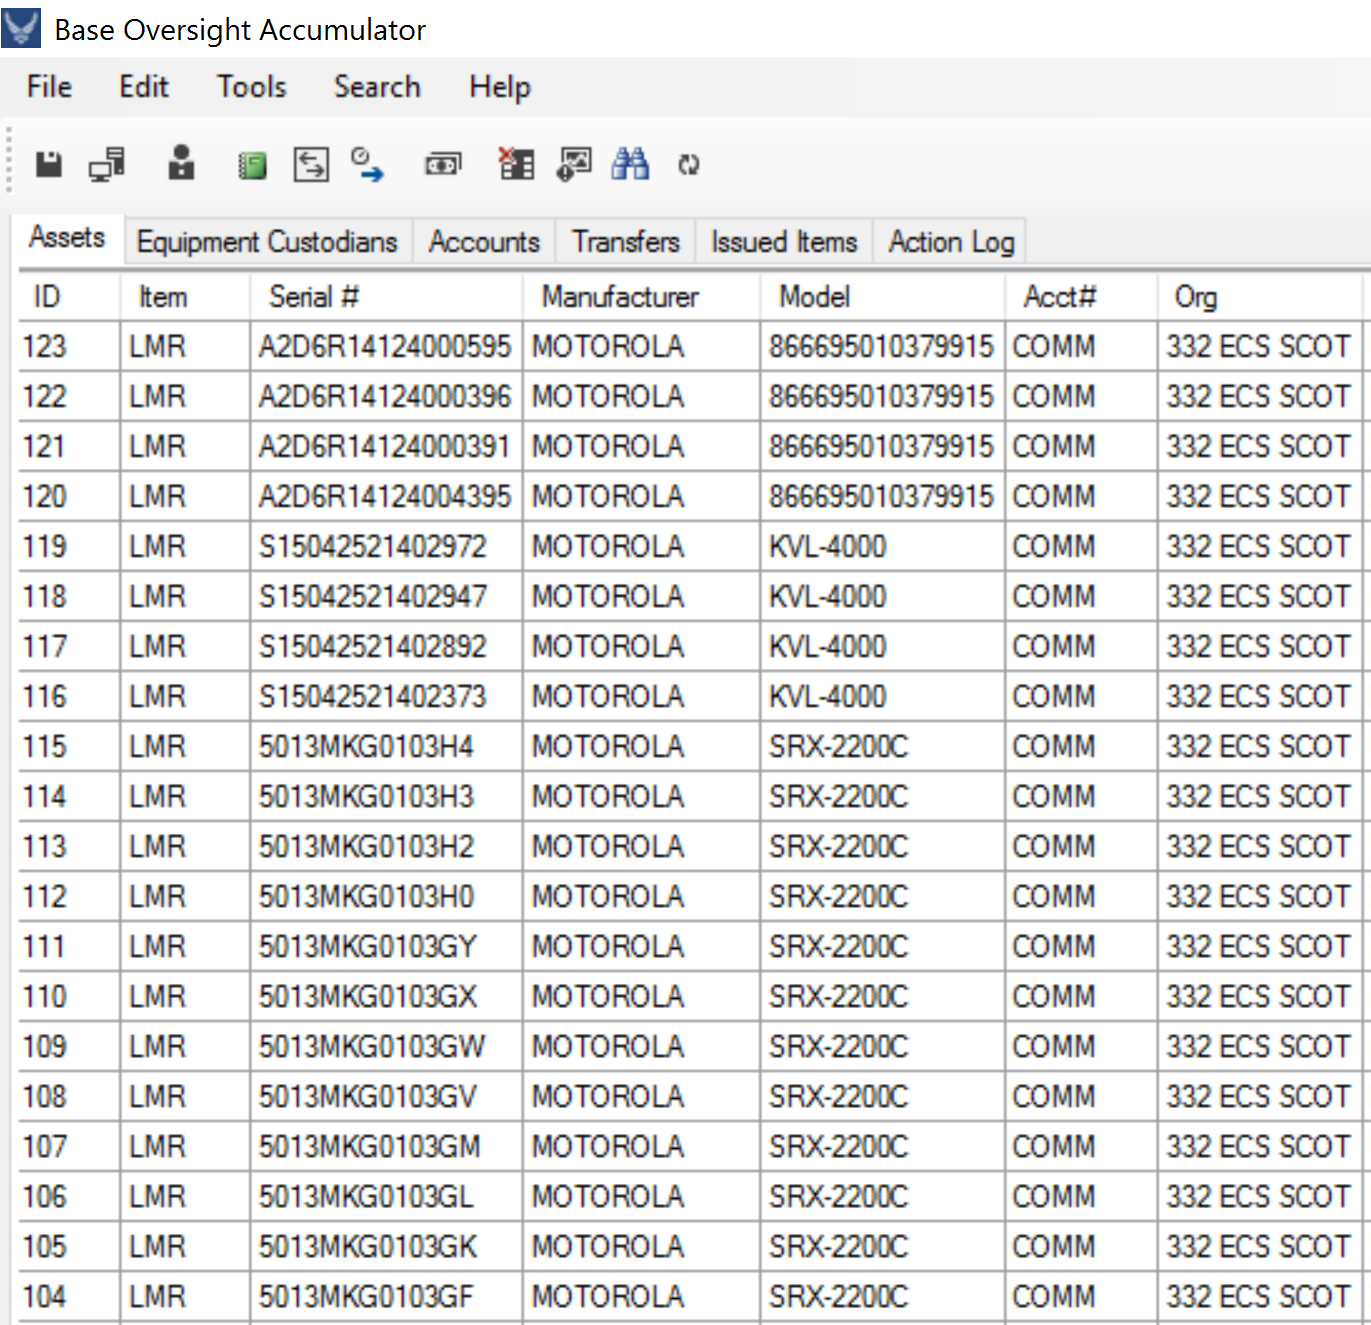 Base Oversight Accumulator
File Edit Tools Search Help
Assets Equipment Custodians Accounts Transfers Issued Items Action Log
ID Item Serial # Manufacturer Model Acct# Org
123 LMR A2D6R14124000595 MOTOROLA 866695010379915 COMM 332 ECS SCOT
122 LMR A2D6R14124000396 MOTOROLA 866695010379915 COMM 332 ECS SCOT
121 LMR A2D6R14124000391 MOTOROLA 866695010379915 COMM 332 ECS SCOT
120 LMR A2D6R14124004395 MOTOROLA 866695010379915 COMM 332 ECS SCOT
119 LMR S15042521402972 MOTOROLA KVL-4000 COMM 332 ECS SCOT
118 LMR S15042521402947 MOTOROLA KVL-4000 COMM 332 ECS SCOT
117 LMR S15042521402892 MOTOROLA KVL-4000 COMM 332 ECS SCOT
116 LMR S15042521402373 MOTOROLA KVL-4000 COMM 332 ECS SCOT
115 LMR 5013MKG0103H4 MOTOROLA SRX-2200C COMM 332 ECS SCOT
114 LMR 5013MKG0103H3 MOTOROLA SRX-2200C COMM 332 ECS SCOT
113 LMR 5013MKG0103H2 MOTOROLA SRX-2200C COMM 332 ECS SCOT
112 LMR 5013MKG0103H0 MOTOROLA SRX-2200C COMM 332 ECS SCOT
111 LMR 5013MKG0103GY MOTOROLA SRX-2200C COMM 332 ECS SCOT
110 LMR 5013MKG0103GX MOTOROLA SRX-2200C COMM 332 ECS SCOT
109 LMR 5013MKG0103GW MOTOROLA SRX-2200C COMM 332 ECS SCOT
108 LMR 5013MKG0103GV MOTOROLA SRX-2200C COMM 332 ECS SCOT
107 LMR 5013MKG0103GM MOTOROLA SRX-2200C COMM 332 ECS SCOT
106 LMR 5013MKG0103GL MOTOROLA SRX-2200C COMM 332 ECS SCOT
105 LMR 5013MKG0103GK MOTOROLA SRX-2200C COMM 332 ECS SCOT
104 LMR 5013MKG0103GF MOTOROLA SRX-2200C COMM 332 ECS SCOT